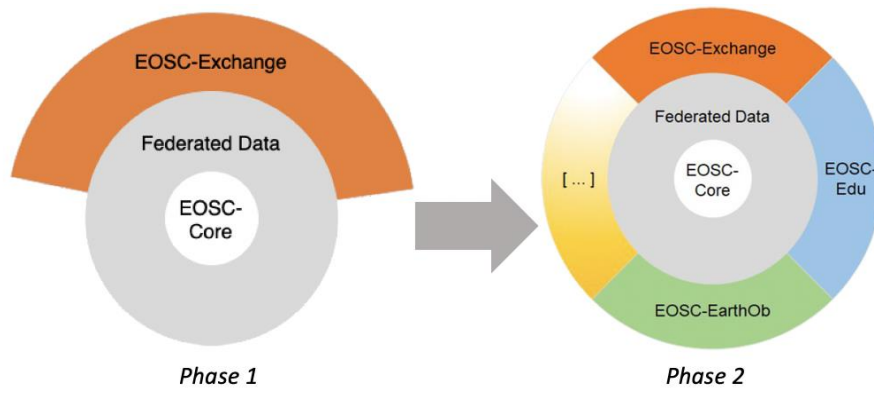 EOSC-Exchange
Federated Data
EOSC-
Core
Phase 1
EOSC-Exchange
Federated Data
EOSC-
Core
[ ... ]
EOSC-
Edu
EOSC-EarthOb
Phase 2